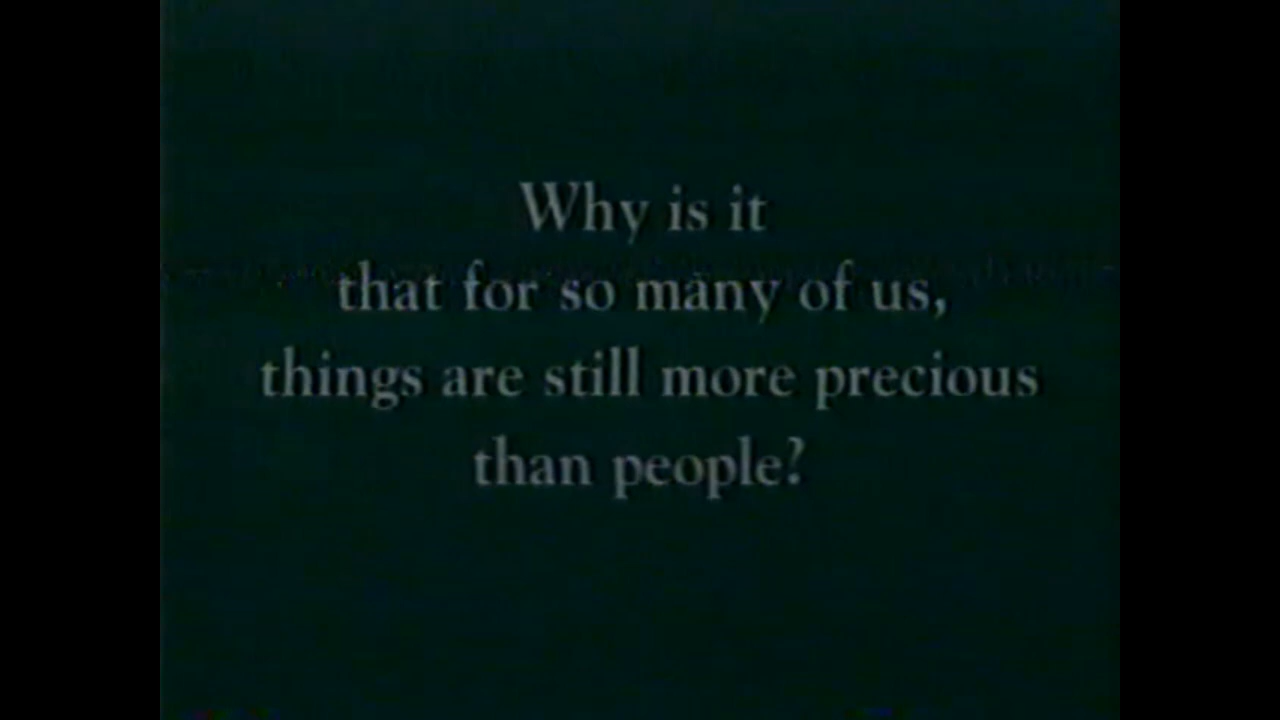 Why is it
that for so many of us,
things are still more precious
than people?